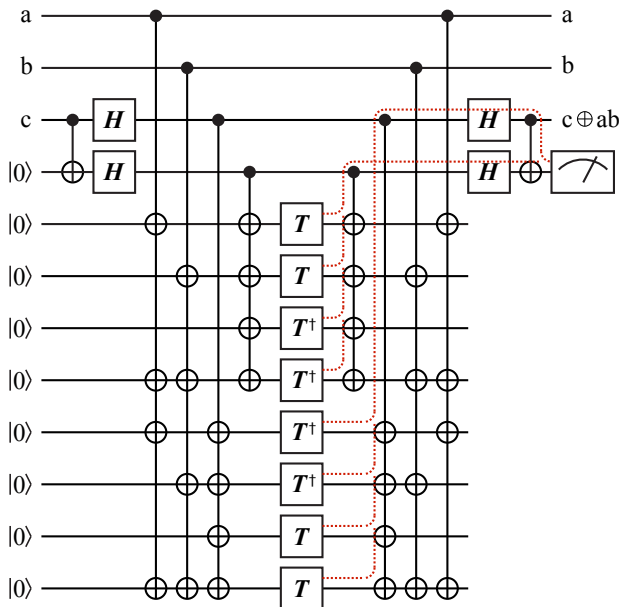 a a
b b
c H H c⊕ab
|0⟩ H H
|0⟩ T
|0⟩ T
|0⟩ T†
|0⟩ T†
|0⟩ T†
|0⟩ T†
|0⟩ T
|0⟩ T